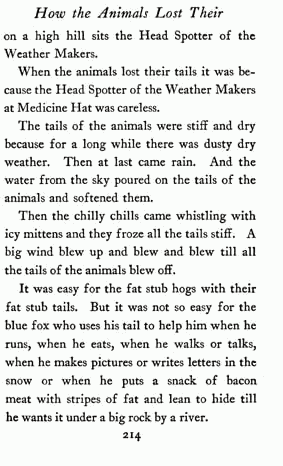 How the Animals Lost Their
on a high hill sits the Head Spotter of the
Weather Makers.
When the animals lost their tails it was be-
cause the Head Spotter of the Weather Makers
at Medicine Hat was careless.
The tails of the animals were stiff and dry
because for a long while there was dusty dry
weather. Then at last came rain. And the
water from the sky poured on the tails of the
animals and softened them.
Then the chilly chills came whistling with
icy mittens and they froze all the tails stiff. A
big wind blew up and blew and blew till all
the tails of the animals blew off.
It was easy for the fat stub hogs with their
fat stub tails. But it was not so easy for the
blue fox who uses his tail to help him when he
runs, when he eats, when he walks or talks,
when he makes pictures or writes letters in the
snow or when he puts a snack of bacon
meat with stripes of fat and lean to hide till
he wants it under a big rock by a river.
214